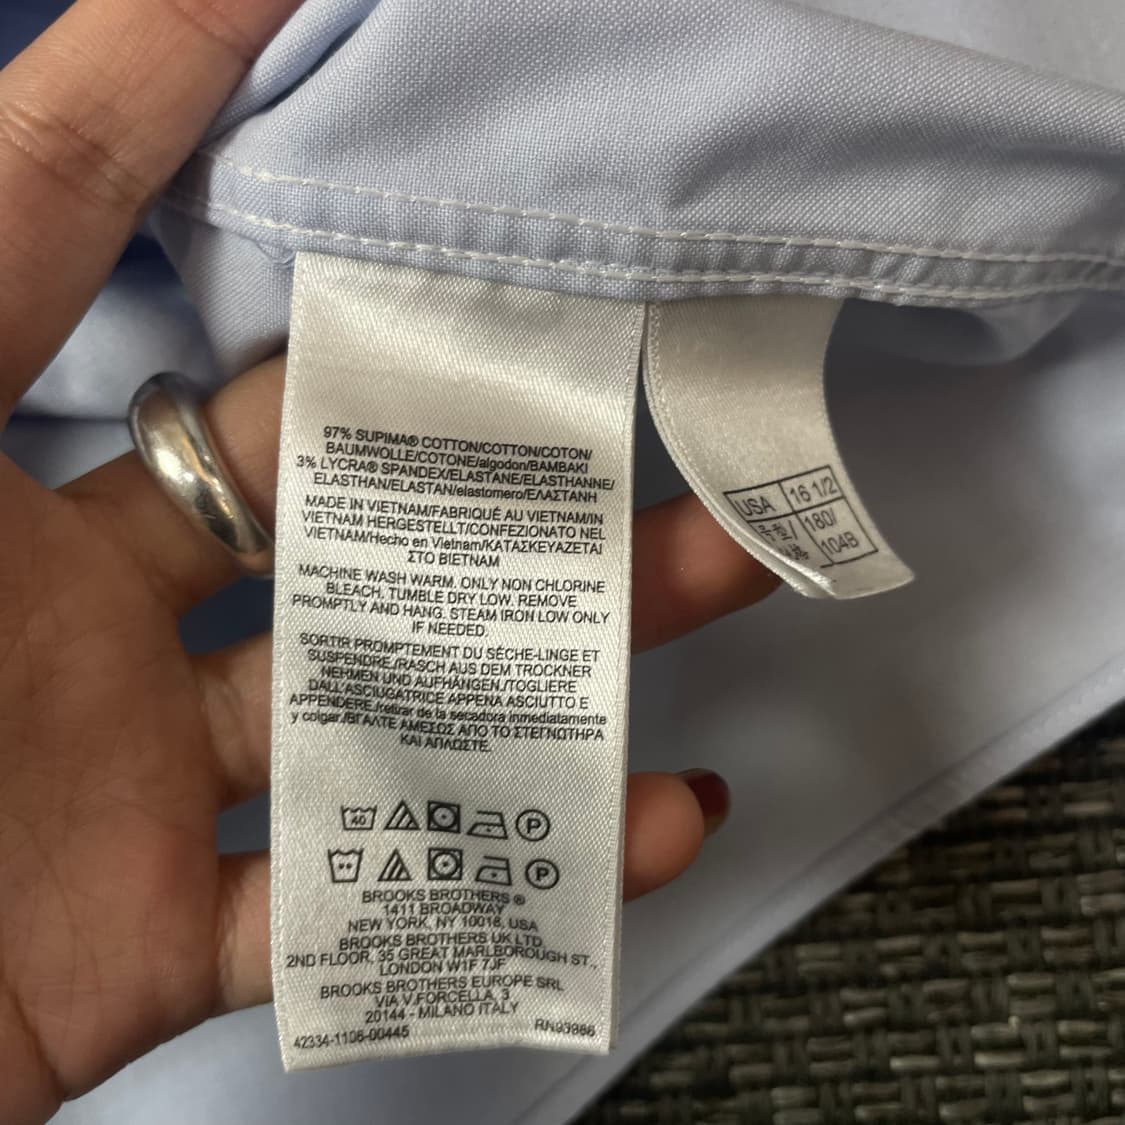 97% SUPIMA® COTTON/COTTON/COTON/
BAUMWOLLE/COTONE/algodon/BAMBAKI
3% LYCRA® SPANDEX/ELASTANE/ELASTHANNE/
ELASTHAN/ELASTAN/elastomero/ΕΛΑΣΤΑΝΗ
MADE IN VIETNAM/FABRIQUÉ AU VIETNAM/IN
VIETNAM HERGESTELLT/CONFEZIONATO NEL
VIETNAM/Hecho en Vietnam/ΚΑΤΑΣΚΕΥΑΖΕΤΑΙ
ΣΤΟ ΒΙΕΤΝΑΜ
MACHINE WASH WARM. ONLY NON CHLORINE
BLEACH. TUMBLE DRY LOW. REMOVE
PROMPTLY AND HANG. STEAM IRON LOW ONLY
IF NEEDED.
SORTIR PROMPTEMENT DU SÈCHE-LINGE ET
SUSPENDRE./RASCH AUS DEM TROCKNER
NEHMEN UND AUFHÄNGEN./TOGLIERE
DALL'ASCIUGATRICE APPENA ASCIUTTO E
APPENDERE./retirar de la secadora inmediatamente
y colgar./ΒΓΑΛΤΕ ΑΜΕΣΩΣ ΑΠΟ ΤΟ ΣΤΕΓΝΩΤΗΡΑ
ΚΑΙ ΑΠΛΩΣΤΕ.
40 P
P
BROOKS BROTHERS ®
1411 BROADWAY
NEW YORK, NY 10018, USA
BROOKS BROTHERS UK LTD
2ND FLOOR, 35 GREAT MARLBOROUGH ST.,
LONDON W1F 7JF
BROOKS BROTHERS EUROPE SRL
VIA V.FORCELLA, 3
20144 - MILANO ITALY
42334-1106-00445 RN93986
USA 16 1/2
号型/ 180/
104B